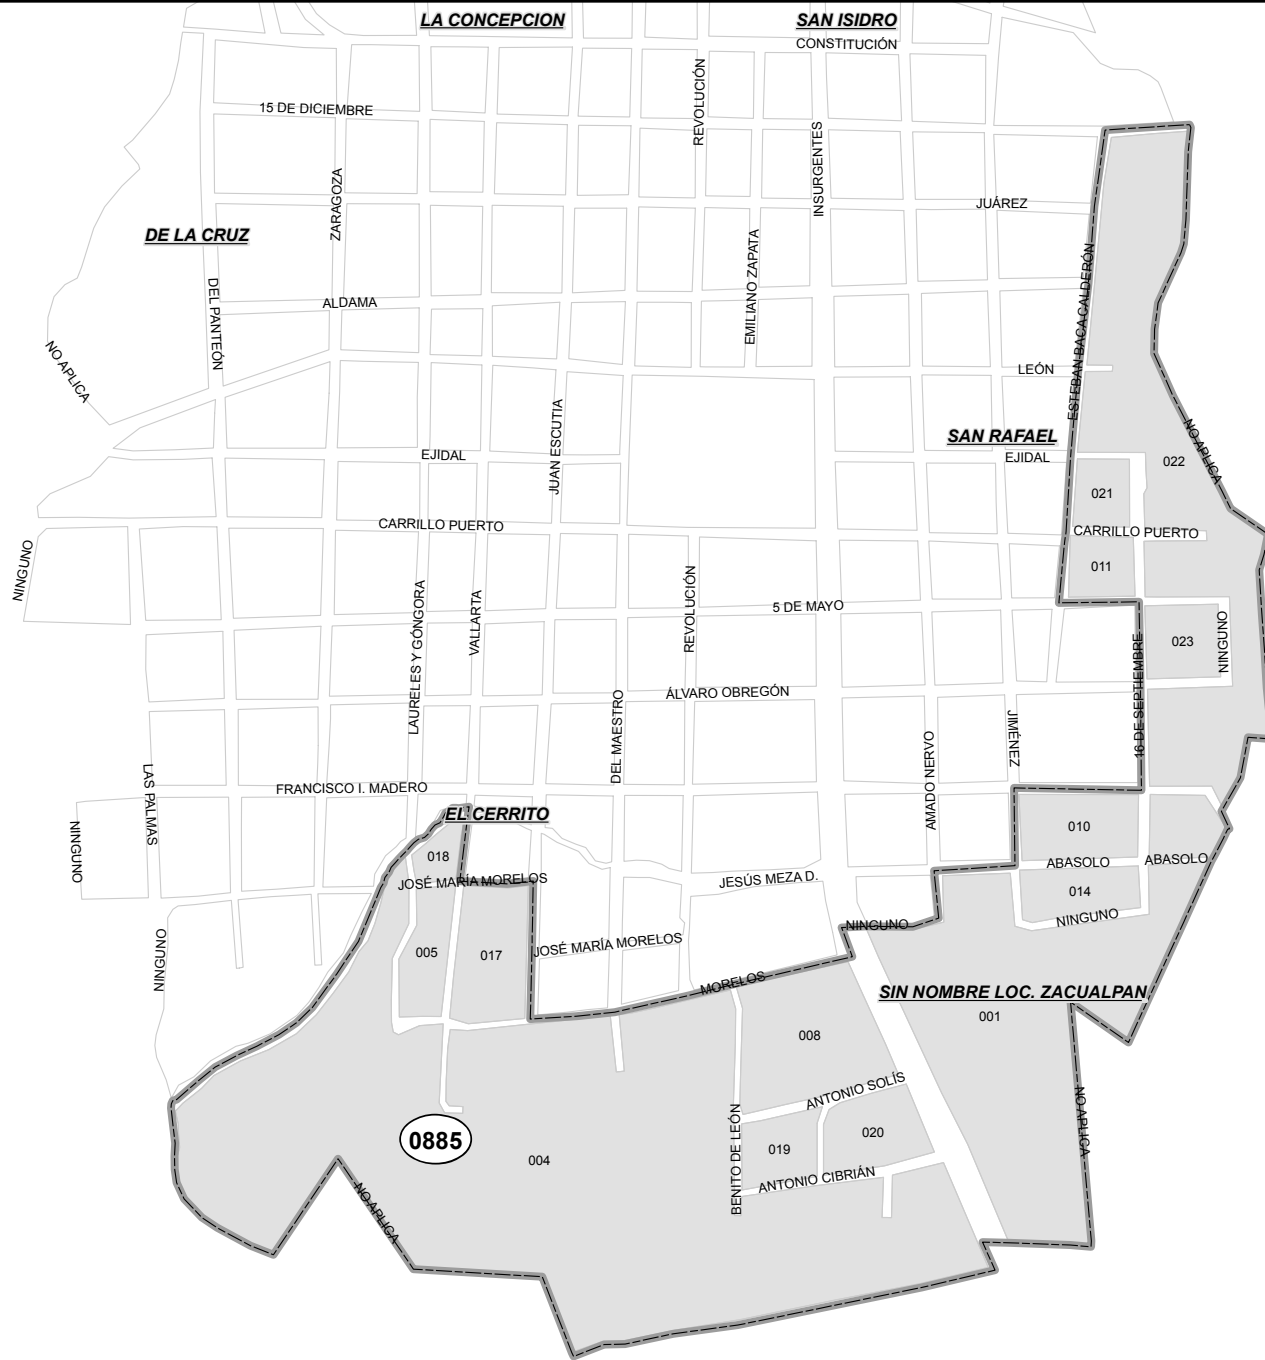 LA CONCEPCION
SAN ISIDRO
CONSTITUCIÓN
REVOLUCIÓN
15 DE DICIEMBRE
INSURGENTES
ZARAGOZA
JUÁREZ
DE LA CRUZ
EMILIANO ZAPATA
ESTEBAN BACA CALDERÓN
DEL PANTEÓN
ALDAMA
NO APLICA
LEÓN
JUAN ESCUTIA
SAN RAFAEL
EJIDAL
EJIDAL
NO APLICA
022
021
CARRILLO PUERTO
CARRILLO PUERTO
NINGUNO
011
LAURELES Y GÓNGORA
VALLARTA
REVOLUCIÓN
5 DE MAYO
16 DE SEPTIEMBRE
023
NINGUNO
DEL MAESTRO
ÁLVARO OBREGÓN
JIMÉNEZ
AMADO NERVO
LAS PALMAS
FRANCISCO I. MADERO
EL CERRITO
NINGUNO
010
018
ABASOLO
ABASOLO
JOSÉ MARÍA MORELOS
JESÚS MEZA D.
014
NINGUNO
NINGUNO
NINGUNO
005
017
JOSÉ MARÍA MORELOS
MORELOS
SIN NOMBRE LOC. ZACUALPAN
001
008
ANTONIO SOLÍS
NO APLICA
0885
004
BENITO DE LEÓN
019
020
ANTONIO CIBRIÁN
NO APLICA